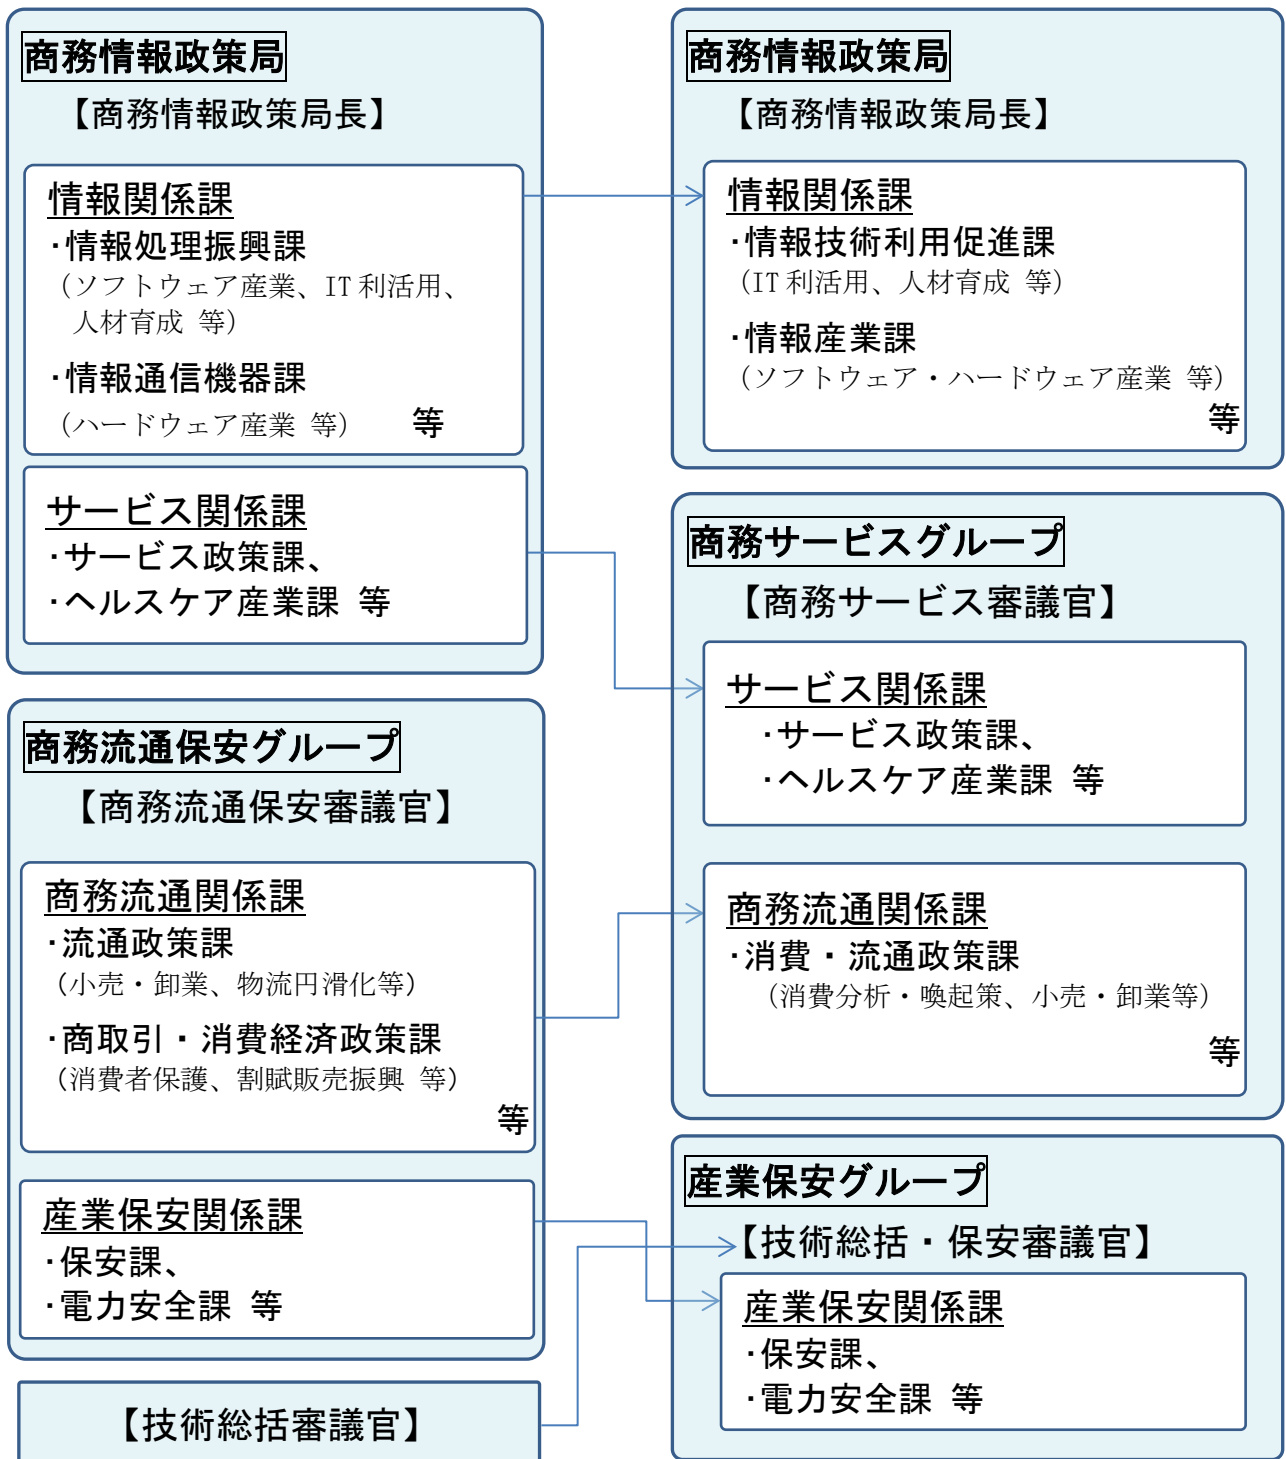 商務情報政策局
【商務情報政策局長】
情報関係課
・情報処理振興課
(ソフトウェア産業、IT利活用、
人材育成 等)
・情報通信機器課
(ハードウェア産業 等) 等
サービス関係課
・サービス政策課、
・ヘルスケア産業課 等
商務流通保安グループ
【商務流通保安審議官】
商務流通関係課
・流通政策課
(小売・卸業、物流円滑化等)
・商取引・消費経済政策課
(消費者保護、割賦販売振興 等)
等
産業保安関係課
・保安課、
・電力安全課 等
【技術総括審議官】
商務情報政策局
【商務情報政策局長】
情報関係課
・情報技術利用促進課
(IT利活用、人材育成 等)
・情報産業課
(ソフトウェア・ハードウェア産業 等)
等
商務サービスグループ
【商務サービス審議官】
サービス関係課
・サービス政策課、
・ヘルスケア産業課 等
商務流通関係課
・消費・流通政策課
(消費分析・喚起策、小売・卸業等)
等
産業保安グループ
【技術総括・保安審議官】
産業保安関係課
・保安課、
・電力安全課 等